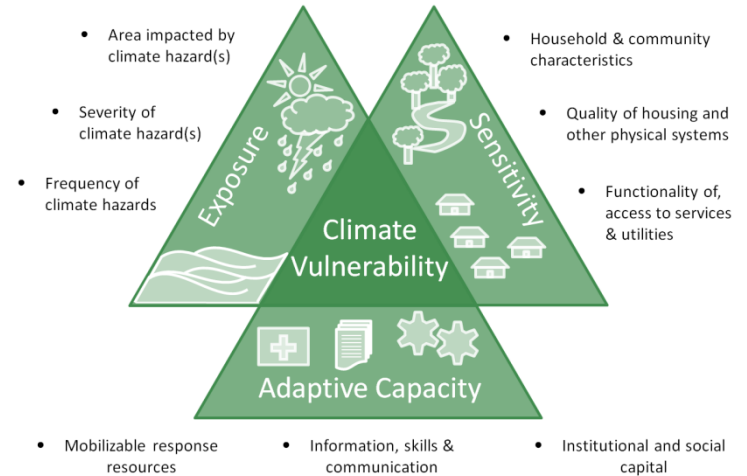 • Area impacted by
climate hazard(s)
• Severity of
climate hazard(s)
• Frequency of
climate hazards
Exposure
• Household & community
characteristics
• Quality of housing and
other physical systems
• Functionality of,
access to services
& utilities
Sensitivity
Climate
Vulnerability
Adaptive Capacity
• Mobilizable response
resources
• Information, skills &
communication
• Institutional and social
capital